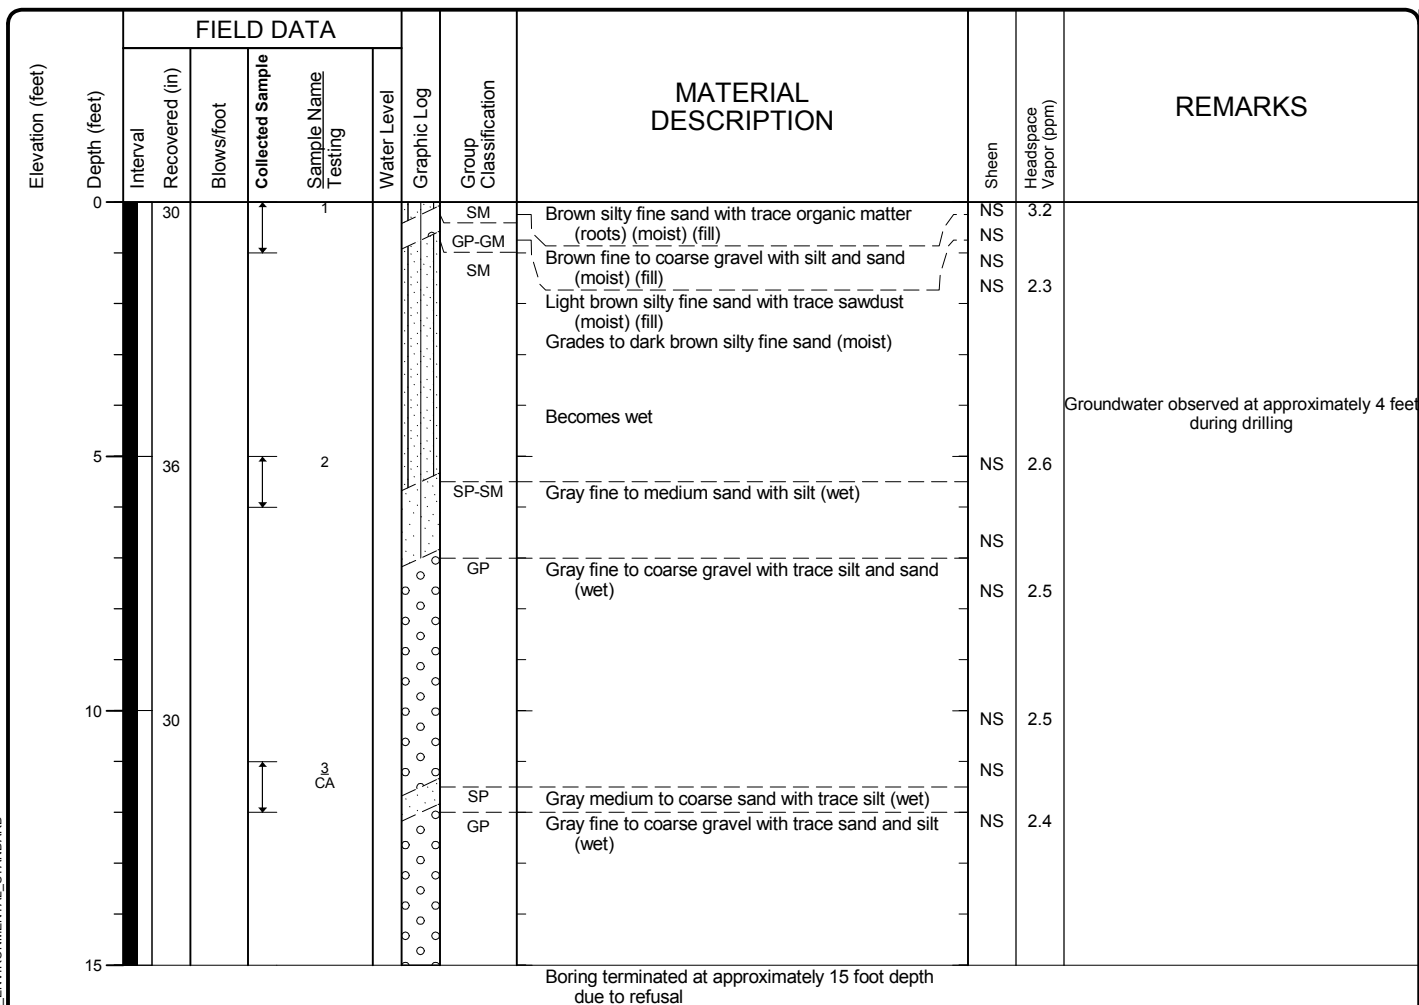 FIELD DATA
Elevation (feet)
Depth (feet)
Interval
Recovered (in)
Blows/foot
Collected Sample
Sample Name
Testing
Water Level
Graphic Log
Group
Classification
MATERIAL
DESCRIPTION
Sheen
Headspace
Vapor (ppm)
REMARKS
0
30
1
SM
Brown silty fine sand with trace organic matter
(roots) (moist) (fill)
NS
3.2
GP-GM
Brown fine to coarse gravel with silt and sand
(moist) (fill)
NS
SM
Light brown silty fine sand with trace sawdust
(moist) (fill)
NS
NS
2.3
Grades to dark brown silty fine sand (moist)
Becomes wet
Groundwater observed at approximately 4 feet
during drilling
5
36
2
NS
2.6
SP-SM
Gray fine to medium sand with silt (wet)
NS
GP
Gray fine to coarse gravel with trace silt and sand
(wet)
NS
2.5
10
30
NS
2.5
3
CA
NS
SP
Gray medium to coarse sand with trace silt (wet)
GP
Gray fine to coarse gravel with trace sand and silt
(wet)
NS
2.4
15
Boring terminated at approximately 15 foot depth
due to refusal